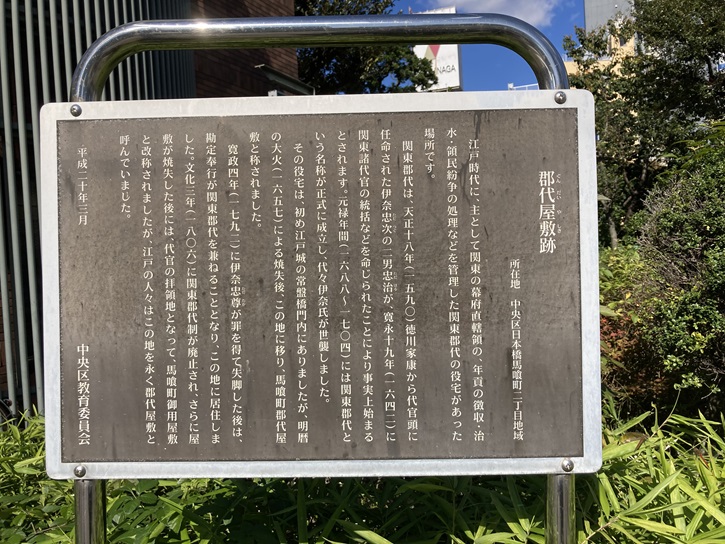 郡代屋敷跡
ぐんだいやしき
所在地 中央区日本橋馬喰町二丁目地域
江戸時代に、主として関東の幕府直轄領の、年貢の徴収・治
水・領民紛争の処理などを管理した関東郡代の役宅があった
場所です。
関東郡代は、天正十八年(一五九〇)徳川家康から代官頭に
任命された伊奈忠次の二男忠治が、寛永十九年(一六四二)に
関東諸代官の統括などを命じられたことにより事実上始まる
とされます。元禄年間(一六八八〜一七〇四)には関東郡代と
いう名称が正式に成立し、代々伊奈氏が世襲しました。
その役宅は、初め江戸城の常盤橋門内にありましたが、明暦
の大火(一六五七)による焼失後、この地に移り、馬喰町郡代屋
敷と称されました。
寛政四年(一七九二)に伊奈忠尊が罪を得て失脚した後は、
勘定奉行が関東郡代を兼ねることとなり、この地に居住しま
した。文化三年(一八〇六)に関東郡代制が廃止され、さらに屋
敷が焼失した後には、代官の拝領地となって、馬喰町御用屋敷
と改称されましたが、江戸の人々はこの地を永く郡代屋敷と
呼んでいました。
平成二十年三月
中央区教育委員会
NAGA